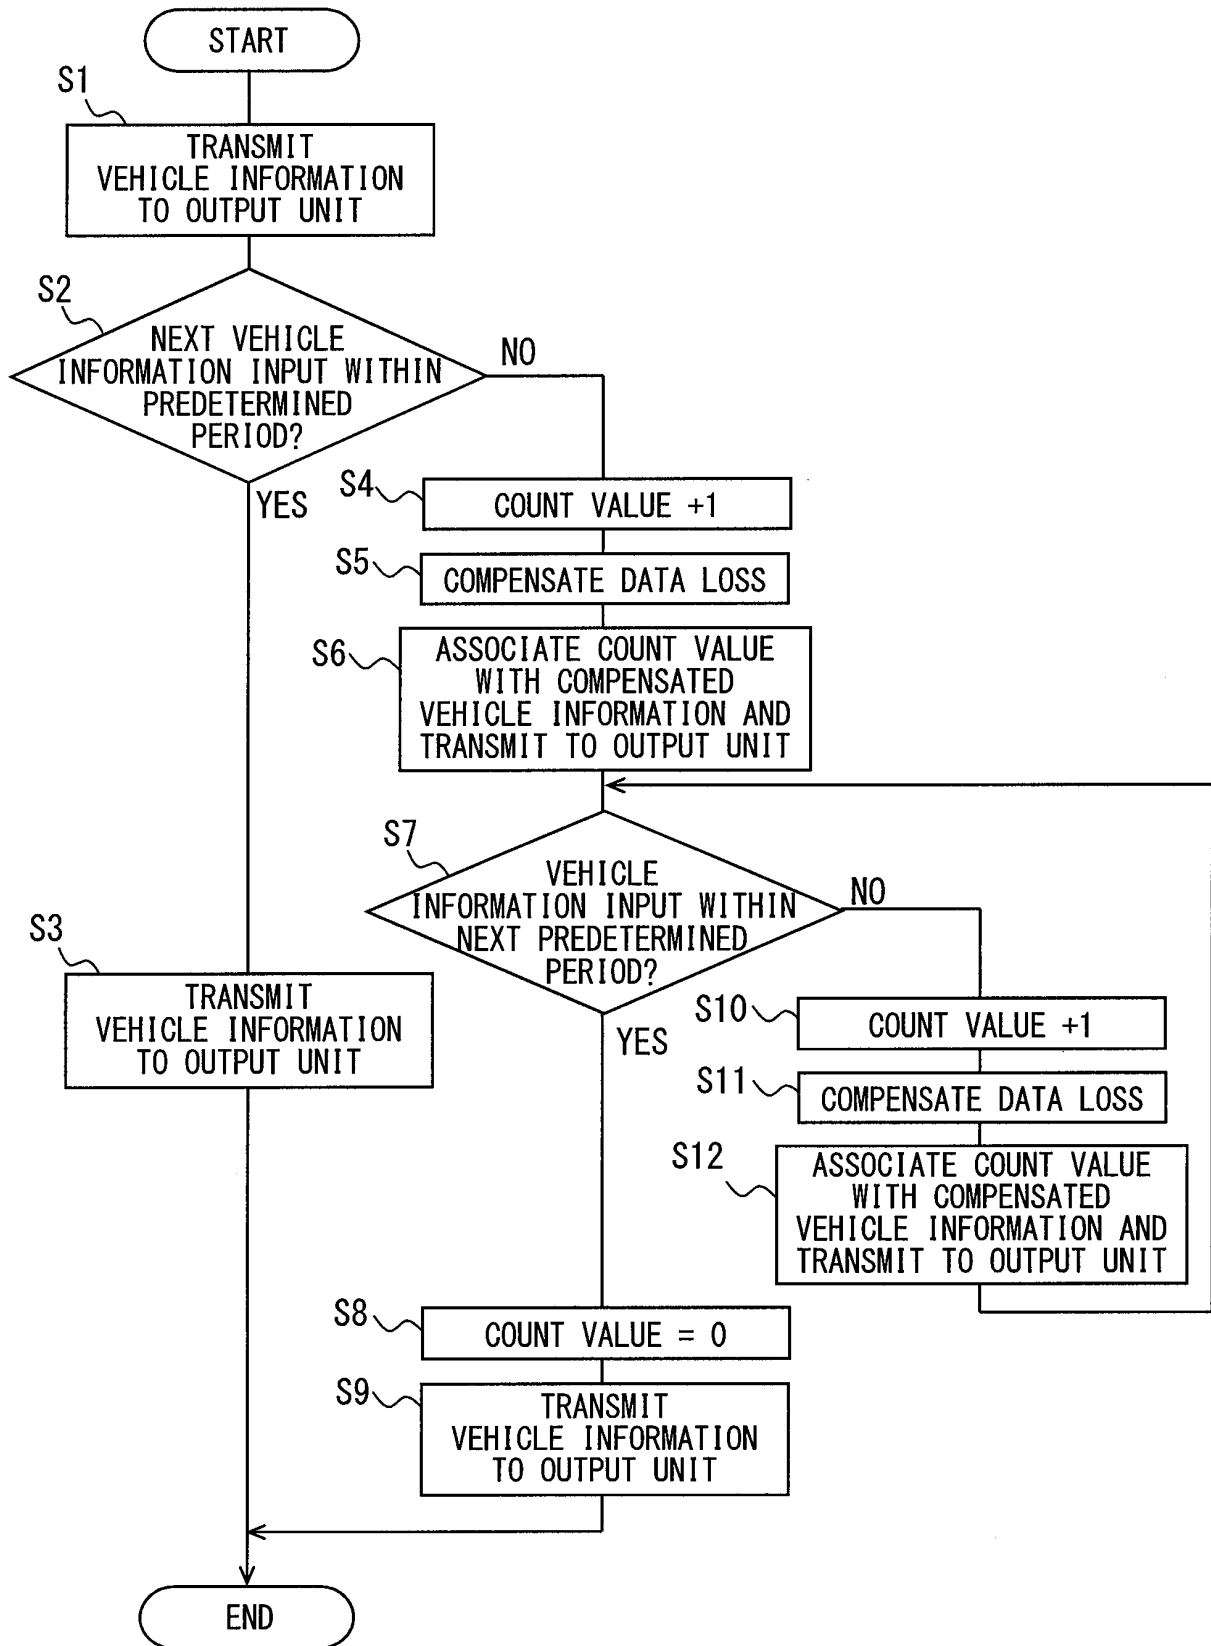 START
S1
TRANSMIT
VEHICLE INFORMATION
TO OUTPUT UNIT
S2
NEXT VEHICLE
INFORMATION INPUT WITHIN
PREDETERMINED
PERIOD?
NO
YES
S4
COUNT VALUE +1
S5
COMPENSATE DATA LOSS
S6
ASSOCIATE COUNT VALUE
WITH COMPENSATED
VEHICLE INFORMATION AND
TRANSMIT TO OUTPUT UNIT
S7
VEHICLE
INFORMATION INPUT WITHIN
NEXT PREDETERMINED
PERIOD?
NO
YES
S3
TRANSMIT
VEHICLE INFORMATION
TO OUTPUT UNIT
S10
COUNT VALUE +1
S11
COMPENSATE DATA LOSS
S12
ASSOCIATE COUNT VALUE
WITH COMPENSATED
VEHICLE INFORMATION AND
TRANSMIT TO OUTPUT UNIT
S8
COUNT VALUE = 0
S9
TRANSMIT
VEHICLE INFORMATION
TO OUTPUT UNIT
END